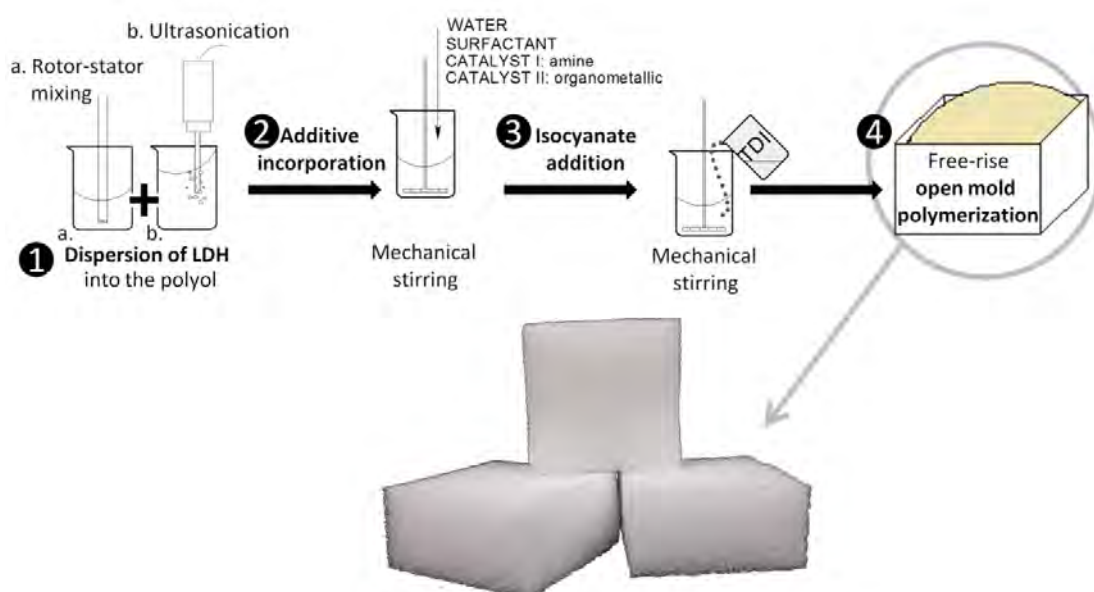 b. Ultrasonication
a. Rotor-stator
mixing
a.
b.
1 Dispersion of LDH
into the polyol
2 Additive
incorporation
WATER
SURFACTANT
CATALYST I: amine
CATALYST II: organometallic
Mechanical
stirring
3 Isocyanate
addition
TDI
Mechanical
stirring
4
Free-rise
open mold
polymerization